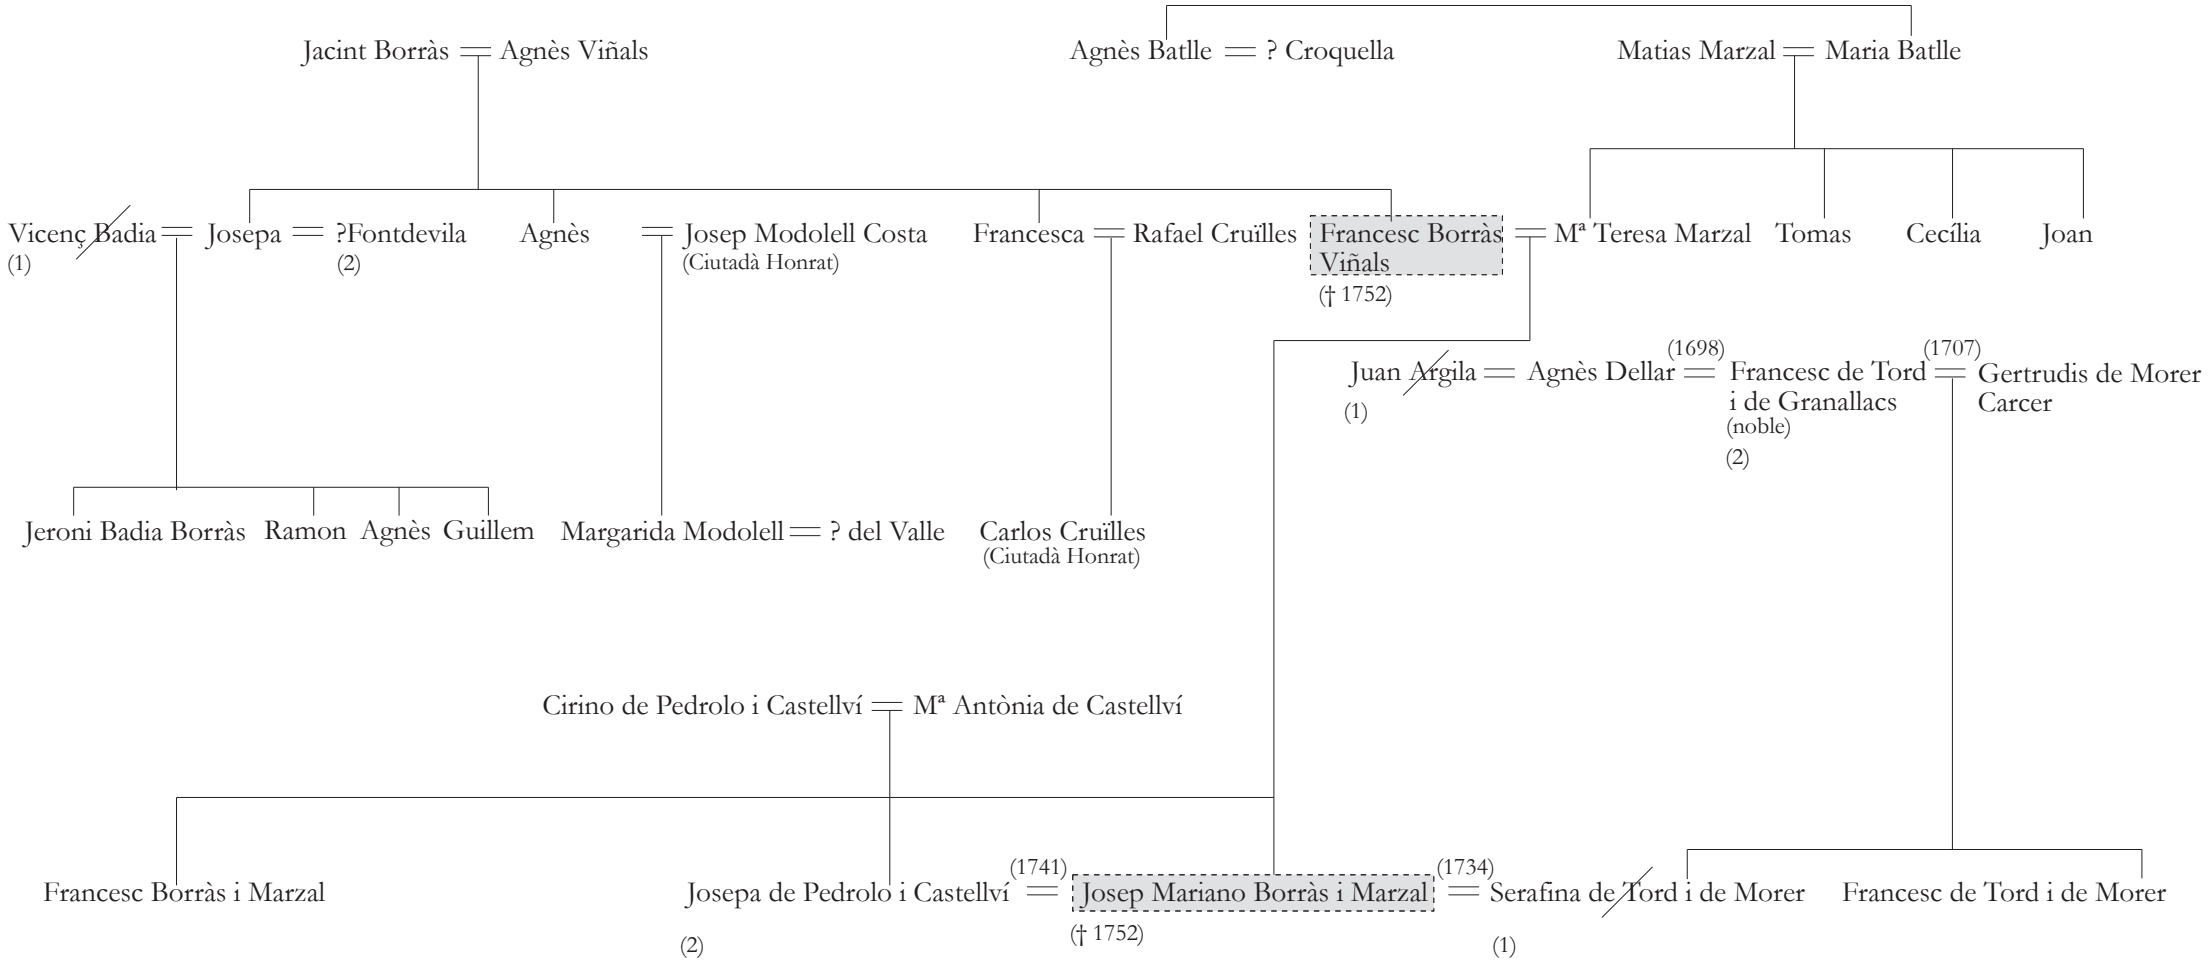 Jacint Borràs Agnès Viñals Agnès Batlle ? Croquella Matias Marzal Maria Batlle
Vicenç Badia Josepa ?Fontdevila Agnès Josep Modolell Costa Francesca Rafael Cruïlles Francesc Borràs Mª Teresa Marzal Tomas Cecília Joan
(1) (2) (Ciutadà Honrat) Viñals
(† 1752)
(1698) (1707)
Juan Argila Agnès Dellar Francesc de Tord Gertrudis de Morer
(1) i de Granallacs Carcer
(noble)
(2)
Jeroni Badia Borràs Ramon Agnès Guillem Margarida Modolell ? del Valle Carlos Cruïlles
(Ciutadà Honrat)
Cirino de Pedrolo i Castellví Mª Antònia de Castellví
(1741) (1734)
Francesc Borràs i Marzal Josepa de Pedrolo i Castellví Josep Mariano Borràs i Marzal Serafina de Tord i de Morer Francesc de Tord i de Morer
(2) († 1752) (1)